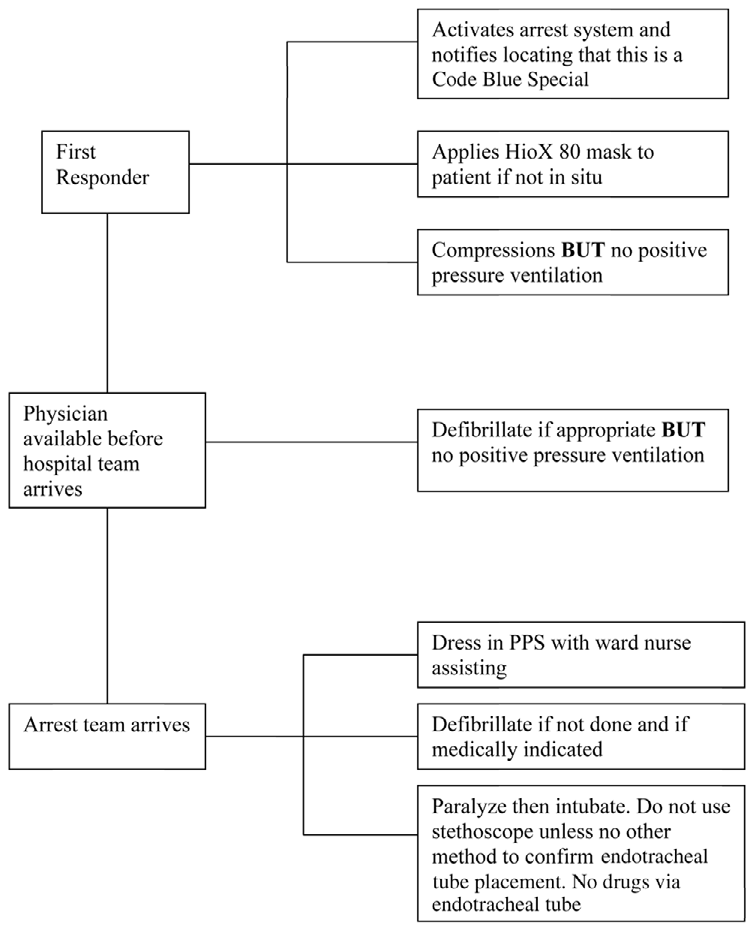 Activates arrest system and
notifies locating that this is a
Code Blue Special
First
Responder
Applies HioX 80 mask to
patient if not in situ
Compressions BUT no positive
pressure ventilation
Physician
available before
hospital team
arrives
Defibrillate if appropriate BUT
no positive pressure ventilation
Dress in PPS with ward nurse
assisting
Arrest team arrives
Defibrillate if not done and if
medically indicated
Paralyze then intubate. Do not use
stethoscope unless no other
method to confirm endotracheal
tube placement. No drugs via
endotracheal tube